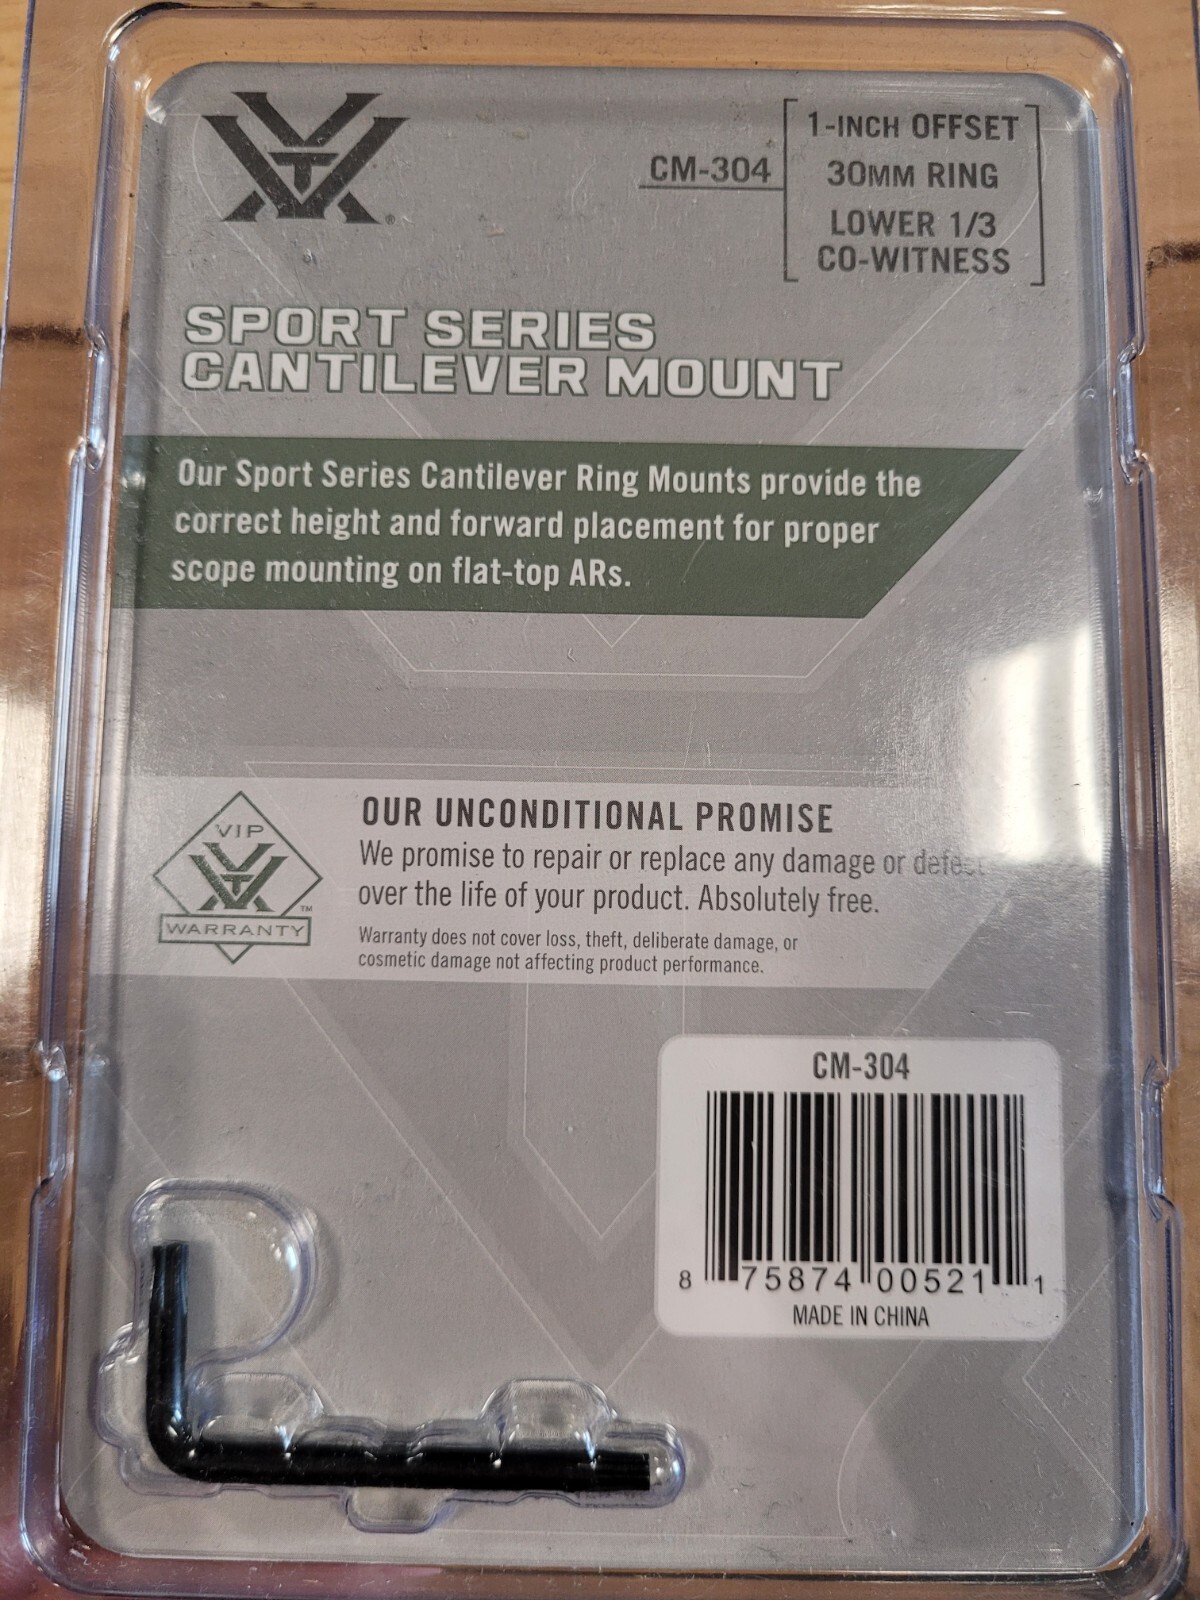 CM-304
1-INCH OFFSET
30MM RING
LOWER 1/3
CO-WITNESS
SPORT SERIES
CANTILEVER MOUNT
Our Sport Series Cantilever Ring Mounts provide the
correct height and forward placement for proper
scope mounting on flat-top ARs.
VIP
WARRANTY
OUR UNCONDITIONAL PROMISE
We promise to repair or replace any damage or defect
over the life of your product. Absolutely free.
Warranty does not cover loss, theft, deliberate damage, or
cosmetic damage not affecting product performance.
CM-304
8 75874 00521 1
MADE IN CHINA